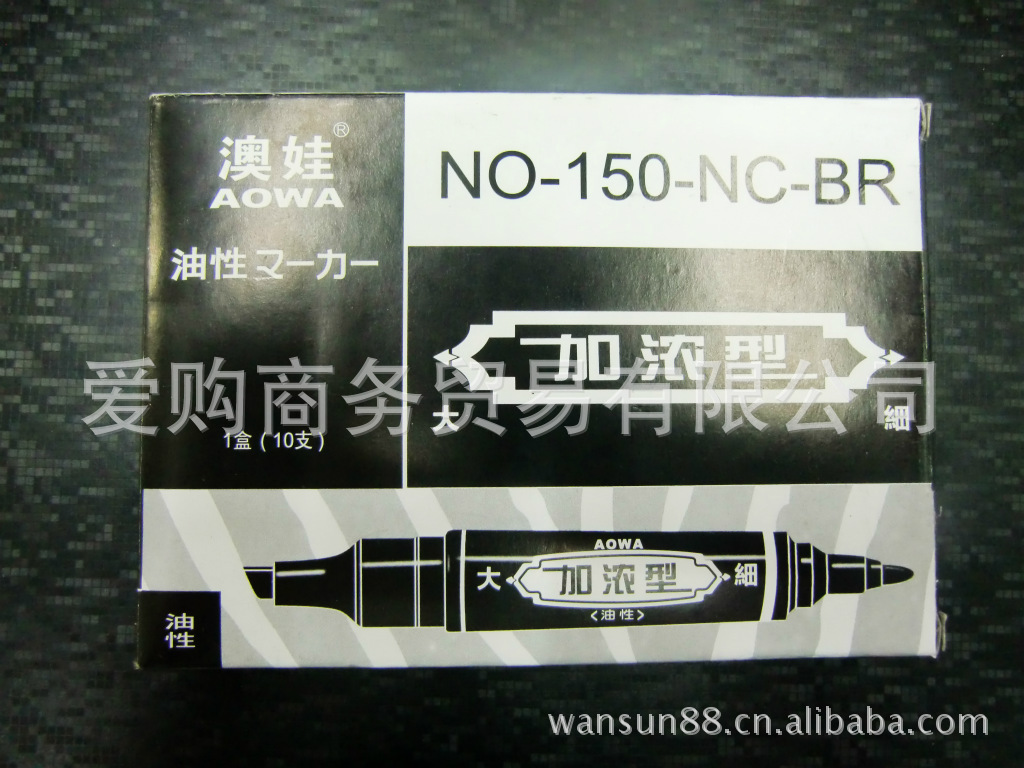 澳娃®
AOWA
油性マーカー
1盒（10支）
NO-150-NC-BR
加浓型
大
細
爱购商务贸易有限公司
AOWA
大 加浓型 細
<油性>
油性
wansun88.cn.alibaba.com